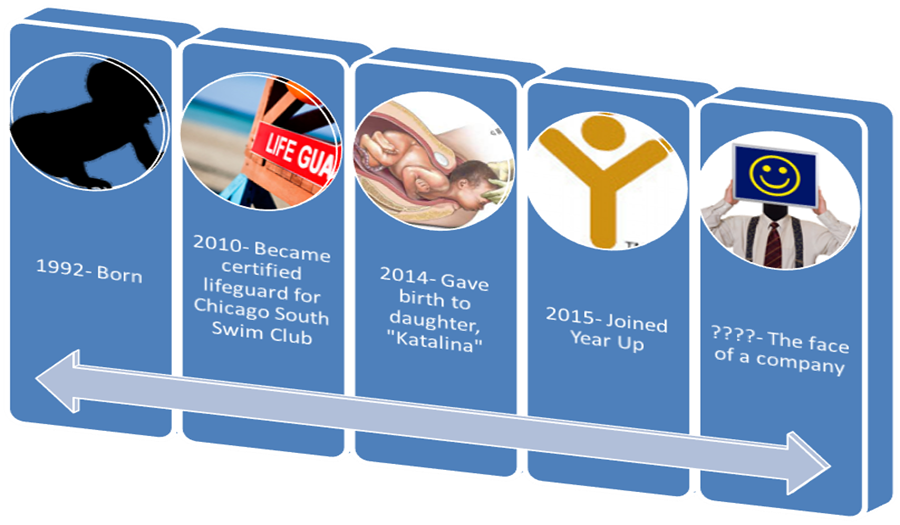 LIFE GUA
1992- Born
2010- Became
certified
lifeguard for
Chicago South
Swim Club
2014- Gave
birth to
daughter,
"Katalina"
2015- Joined
Year Up
????- The face
of a company